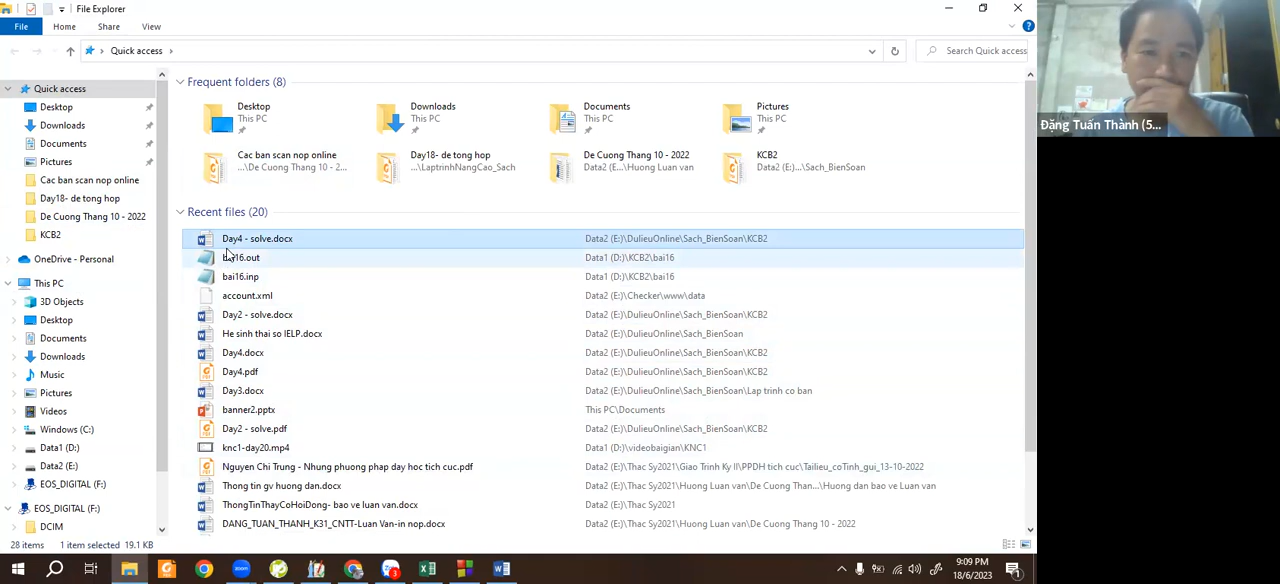 File Explorer
File Home Share View
Quick access
Search Quick access
Quick access
Desktop
Downloads
Documents
Pictures
Cac ban scan nop online
Day18- de tong hop
De Cuong Thang 10 - 2022
KCB2
OneDrive - Personal
This PC
3D Objects
Desktop
Documents
Downloads
Music
Pictures
Videos
Windows (C:)
Data1 (D:)
Data2 (E:)
EOS_DIGITAL (F:)
EOS_DIGITAL (F:)
DCIM
Frequent folders (8)
Desktop
This PC
Downloads
This PC
Documents
This PC
Pictures
This PC
Cac ban scan nop online
...\De Cuong Thang 10 - 2...
Day18- de tong hop
...\LaptrinhNangCao_Sach
De Cuong Thang 10 - 2022
Data2 (E...\Huong Luan van
KCB2
Data2 (E:)\Sach_BienSoan
Recent files (20)
Day4 - solve.docx Data2 (E:)\DulieuOnline\Sach_BienSoan\KCB2
bai16.out Data1 (D:)\KCB2\bai16
bai16.inp Data1 (D:)\KCB2\bai16
account.xml Data2 (E:)\Checker\www\data
Day2 - solve.docx Data2 (E:)\DulieuOnline\Sach_BienSoan\KCB2
He sinh thai so IELP.docx Data2 (E:)\DulieuOnline\Sach_BienSoan
Day4.docx Data2 (E:)\DulieuOnline\Sach_BienSoan\KCB2
Day4.pdf Data2 (E:)\DulieuOnline\Sach_BienSoan\KCB2
Day3.docx Data2 (E:)\DulieuOnline\Sach_BienSoan\Lap trinh co ban
banner2.pptx This PC\Documents
Day2 - solve.pdf Data2 (E:)\DulieuOnline\Sach_BienSoan\KCB2
knc1-day20.mp4 Data1 (D:)\videobaigian\KNC1
Nguyen Chi Trung - Nhung phuong phap day hoc tich cuc.pdf Data2 (E:)\Thac Sy2021\Giao Trinh Ky II\PPDH tich cuc\Tailieu_coTinh_gui_13-10-2022
Thong tin gv huong dan.docx Data2 (E:)\Thac Sy2021\Huong Luan van\De Cuong Than...\Huong dan bao ve Luan van
ThongTinThayCoHoiDong- bao ve luan van.docx Data2 (E:)\Thac Sy2021
DANG_TUAN_THANH_K31_CNTT-Luan Van-in nop.docx Data2 (E:)\Thac Sy2021\Huong Luan van\De Cuong Thang 10 - 2022
28 items 1 item selected 19.1 KB
zoom
3
9:09 PM
18/6/2023
1
Đặng Tuấn Thành (5...